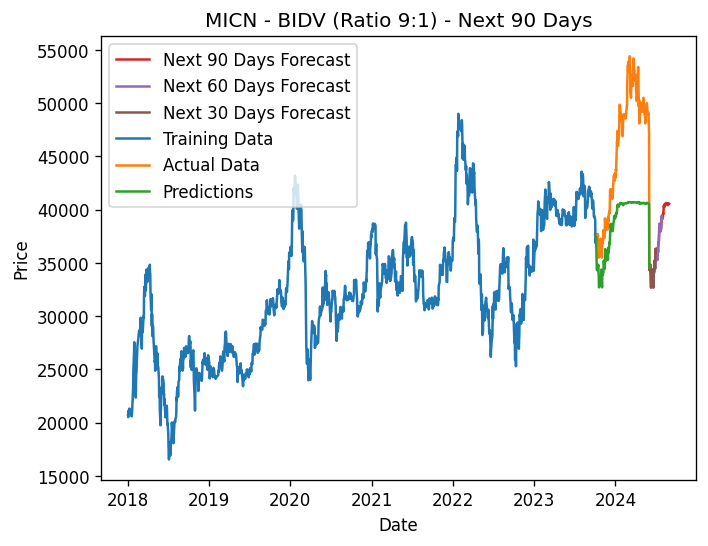 MICN - BIDV (Ratio 9:1) - Next 90 Days
Next 90 Days Forecast
Next 60 Days Forecast
Next 30 Days Forecast
Training Data
Actual Data
Predictions
55000
50000
45000
40000
35000
30000
25000
20000
15000
Price
2018 2019 2020 2021 2022 2023 2024
Date